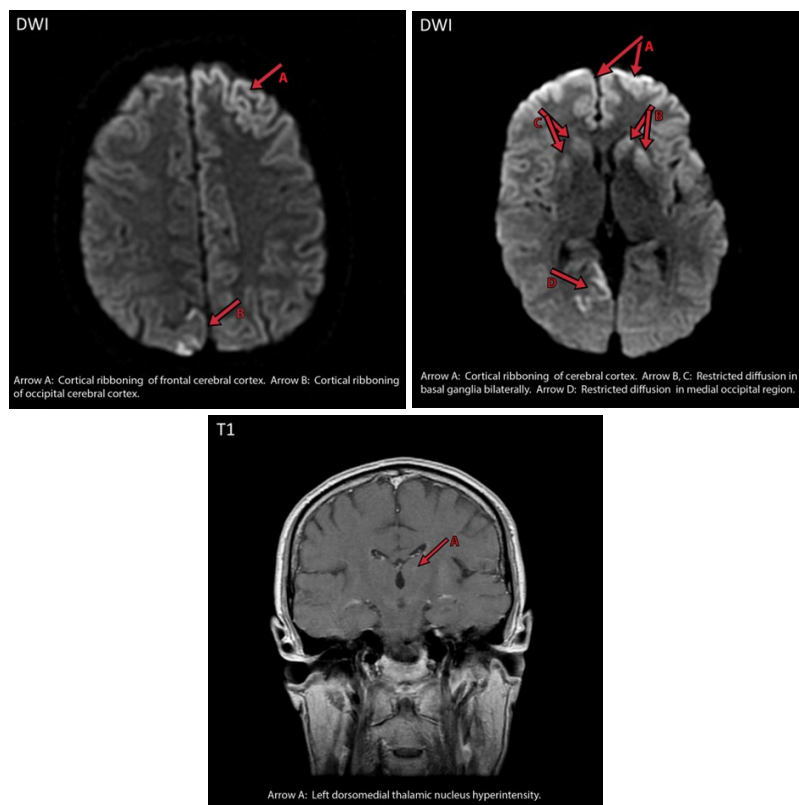 DWI
A
B
Arrow A: Cortical ribboning of frontal cerebral cortex. Arrow B: Cortical ribboning
of occipital cerebral cortex.
DWI
A
C
B
D
Arrow A: Cortical ribboning of cerebral cortex. Arrow B, C: Restricted diffusion in
basal ganglia bilaterally. Arrow D: Restricted diffusion in medial occipital region.
T1
A
Arrow A: Left dorsomedial thalamic nucleus hyperintensity.